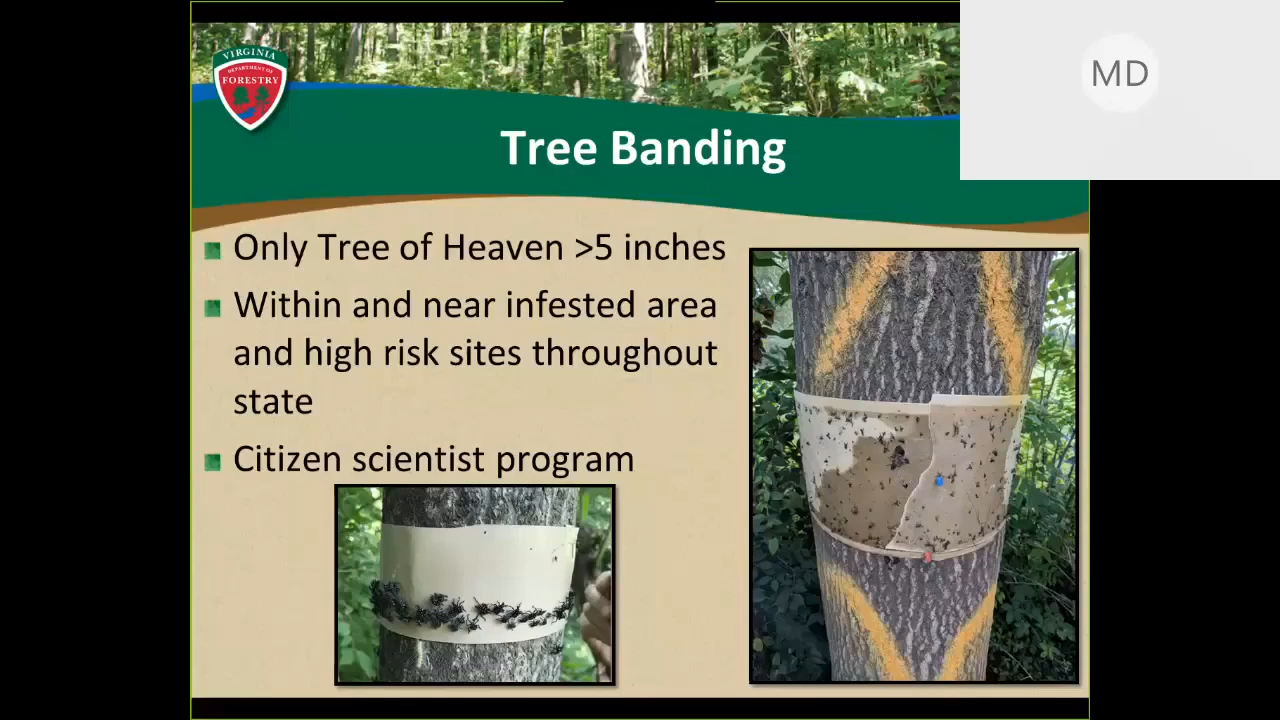 VIRGINIA
DEPARTMENT OF
FORESTRY
MD
Tree Banding
Only Tree of Heaven >5 inches
Within and near infested area
and high risk sites throughout
state
Citizen scientist program